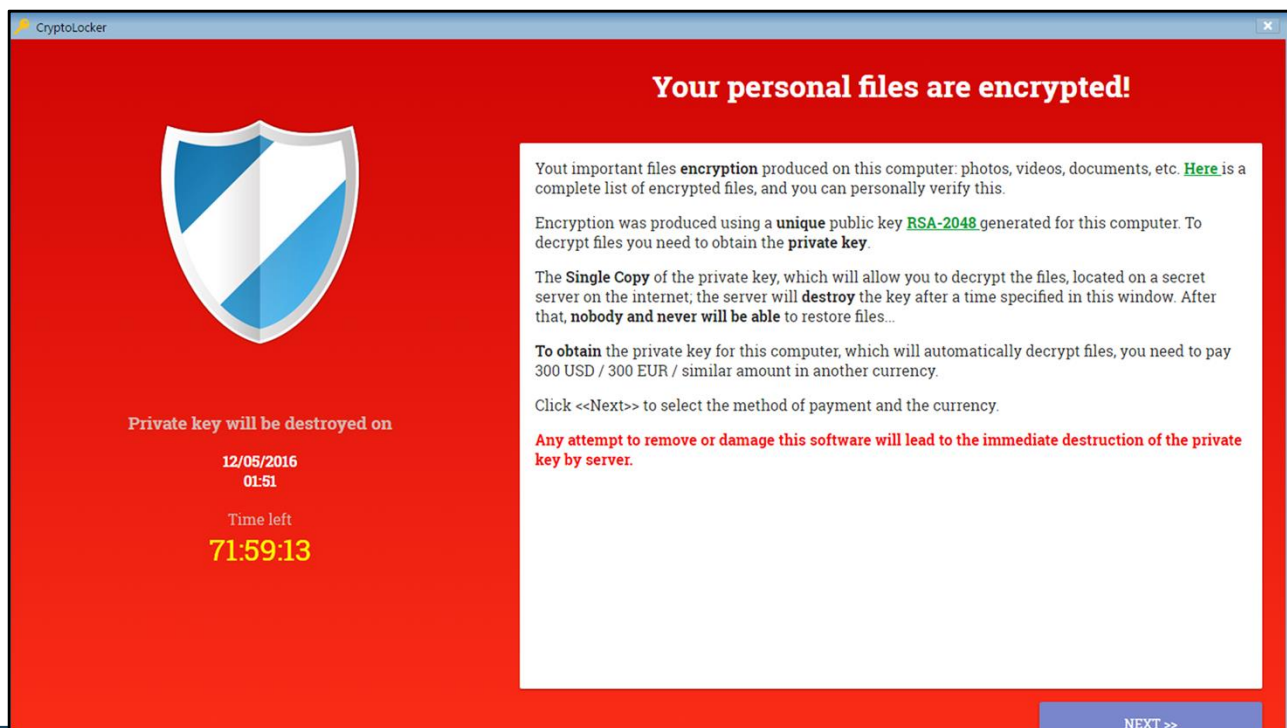 CryptoLocker
Your personal files are encrypted!
Yout important files encryption produced on this computer: photos, videos, documents, etc. Here is a
complete list of encrypted files, and you can personally verify this.
Encryption was produced using a unique public key RSA-2048 generated for this computer. To
decrypt files you need to obtain the private key.
The Single Copy of the private key, which will allow you to decrypt the files, located on a secret
server on the internet; the server will destroy the key after a time specified in this window. After
that, nobody and never will be able to restore files...
To obtain the private key for this computer, which will automatically decrypt files, you need to pay
300 USD / 300 EUR / similar amount in another currency.
Click <<Next>> to select the method of payment and the currency.
Any attempt to remove or damage this software will lead to the immediate destruction of the private
key by server.
Private key will be destroyed on
12/05/2016
01:51
Time left
71:59:13
NEXT >>